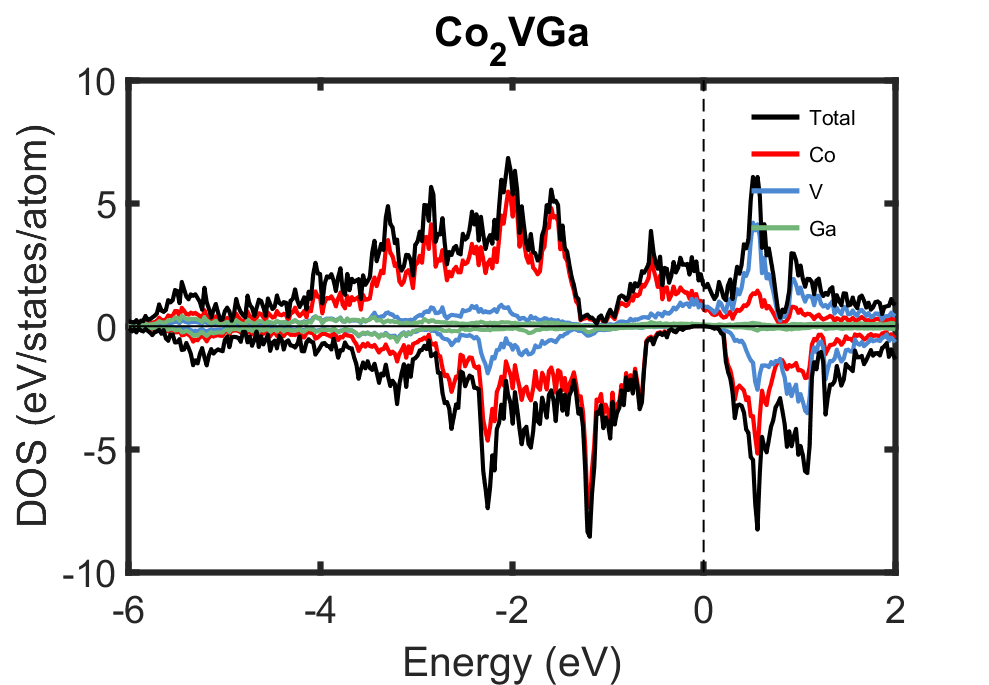 Co₂VGa
DOS (eV/states/atom)
10
5
0
-5
-10
Total
Co
V
Ga
-6
-4
-2
0
2
Energy (eV)